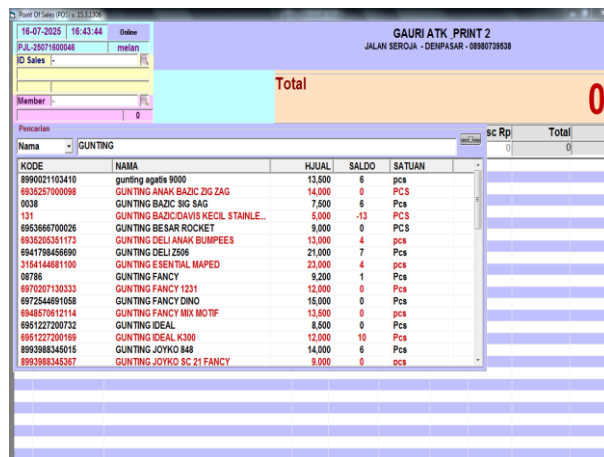 Point Of Sales (POS) v. 15.3.1306
16-07-2025 16:43:44 Online
PJL-25071600046 melan
ID Sales -
Member -
0
GAURI ATK_PRINT 2
JALAN SEROJA - DENPASAR - 08980739538
Total
0
sc Rp Total
0 0
Pencarian
Nama GUNTING
KODE NAMA HJUAL SALDO SATUAN
8990021103410 gunting agatis 9000 13,500 6 pcs
6935257000098 GUNTING ANAK BAZIC ZIG ZAG 14,000 0 PCS
0038 GUNTING BAZIC SIG SAG 7,500 6 Pcs
131 GUNTING BAZIC/DAVIS KECIL STAINLE... 5,000 -13 PCS
6953666700026 GUNTING BESAR ROCKET 9,000 0 PCS
6935205351173 GUNTING DELI ANAK BUMPEES 13,000 4 pcs
6941798456690 GUNTING DELI Z506 21,000 7 Pcs
3154144681100 GUNTING ESENTIAL MAPED 23,000 4 pcs
08786 GUNTING FANCY 9,200 1 Pcs
6970207130333 GUNTING FANCY 1231 12,000 0 Pcs
6972544691058 GUNTING FANCY DINO 15,000 0 Pcs
6948570612114 GUNTING FANCY MIX MOTIF 13,500 0 pcs
6951227200732 GUNTING IDEAL 8,500 0 Pcs
6951227200169 GUNTING IDEAL K300 12,000 10 Pcs
8993988345015 GUNTING JOYKO 848 14,000 6 Pcs
8993988345367 GUNTING JOYKO SC 21 FANCY 9.000 0 pcs